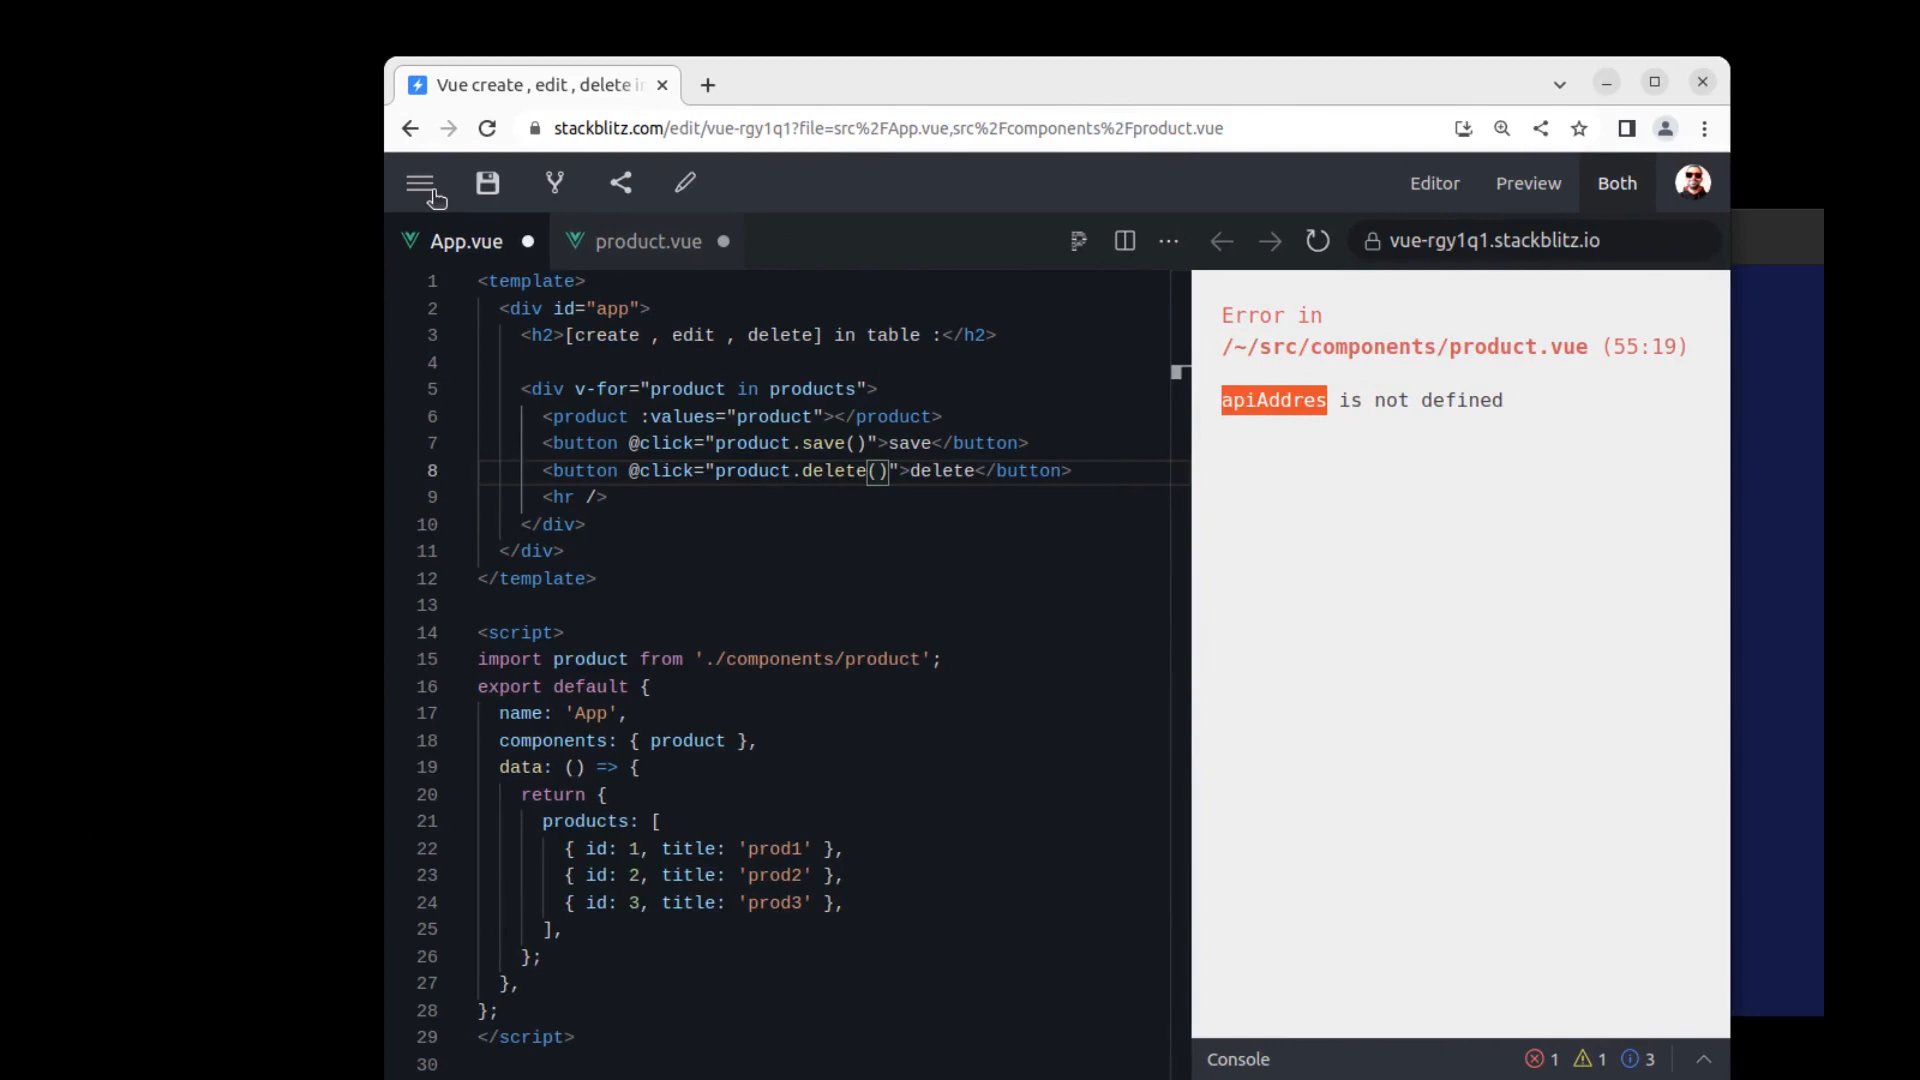 Vue create , edit , delete i
stackblitz.com/edit/vue-rgy1q1?file=src%2FApp.vue,src%2Fcomponents%2Fproduct.vue
Editor Preview Both
App.vue product.vue vue-rgy1q1.stackblitz.io
1 <template>
2 <div id="app">
3 <h2>[create , edit , delete] in table :</h2>
4
5 <div v-for="product in products">
6 <product :values="product"></product>
7 <button @click="product.save()">save</button>
8 <button @click="product.delete()">delete</button>
9 <hr />
10 </div>
11 </div>
12 </template>
13
14 <script>
15 import product from './components/product';
16 export default {
17 name: 'App',
18 components: { product },
19 data: () => {
20 return {
21 products: [
22 { id: 1, title: 'prod1' },
23 { id: 2, title: 'prod2' },
24 { id: 3, title: 'prod3' },
25 ],
26 };
27 },
28 };
29 </script>
30
Error in
/~/src/components/product.vue (55:19)
apiAddres is not defined
Console 1 1 3